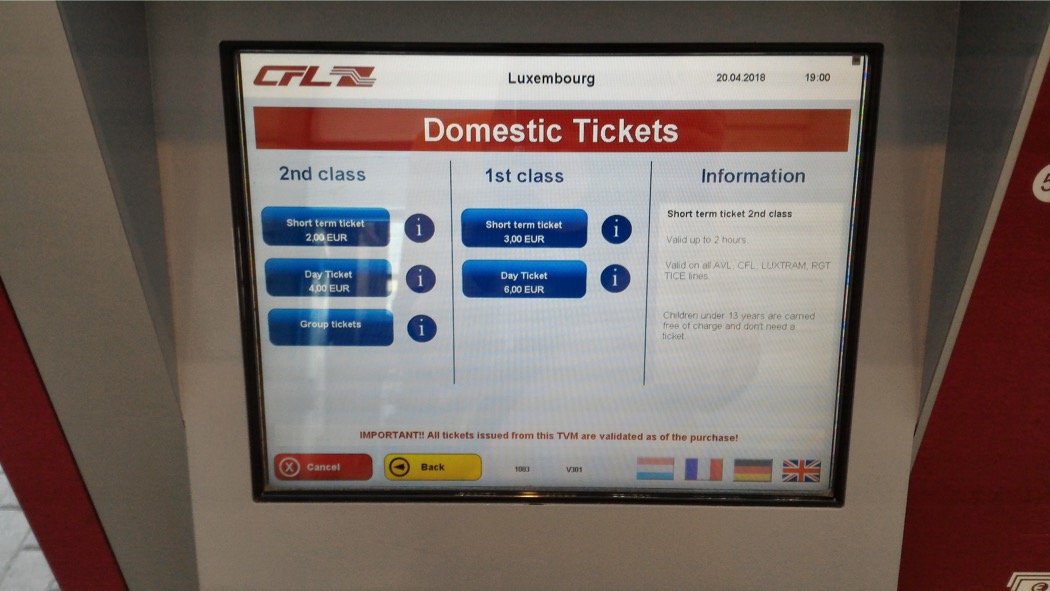 CFL
Luxembourg
20.04.2018
19:00
Domestic Tickets
2nd class
Short term ticket
2,00 EUR
i
Day Ticket
4,00 EUR
i
Group tickets
i
1st class
Short term ticket
3,00 EUR
i
Day Ticket
6,00 EUR
i
Information
Short term ticket 2nd class
Valid up to 2 hours.
Valid on all AVL, CFL, LUXTRAM, RGT
TICE lines.
Children under 13 years are carried
free of charge and don't need a
ticket.
IMPORTANT!! All tickets issued from this TVM are validated as of the purchase!
X Cancel
Back
1003
V301
5